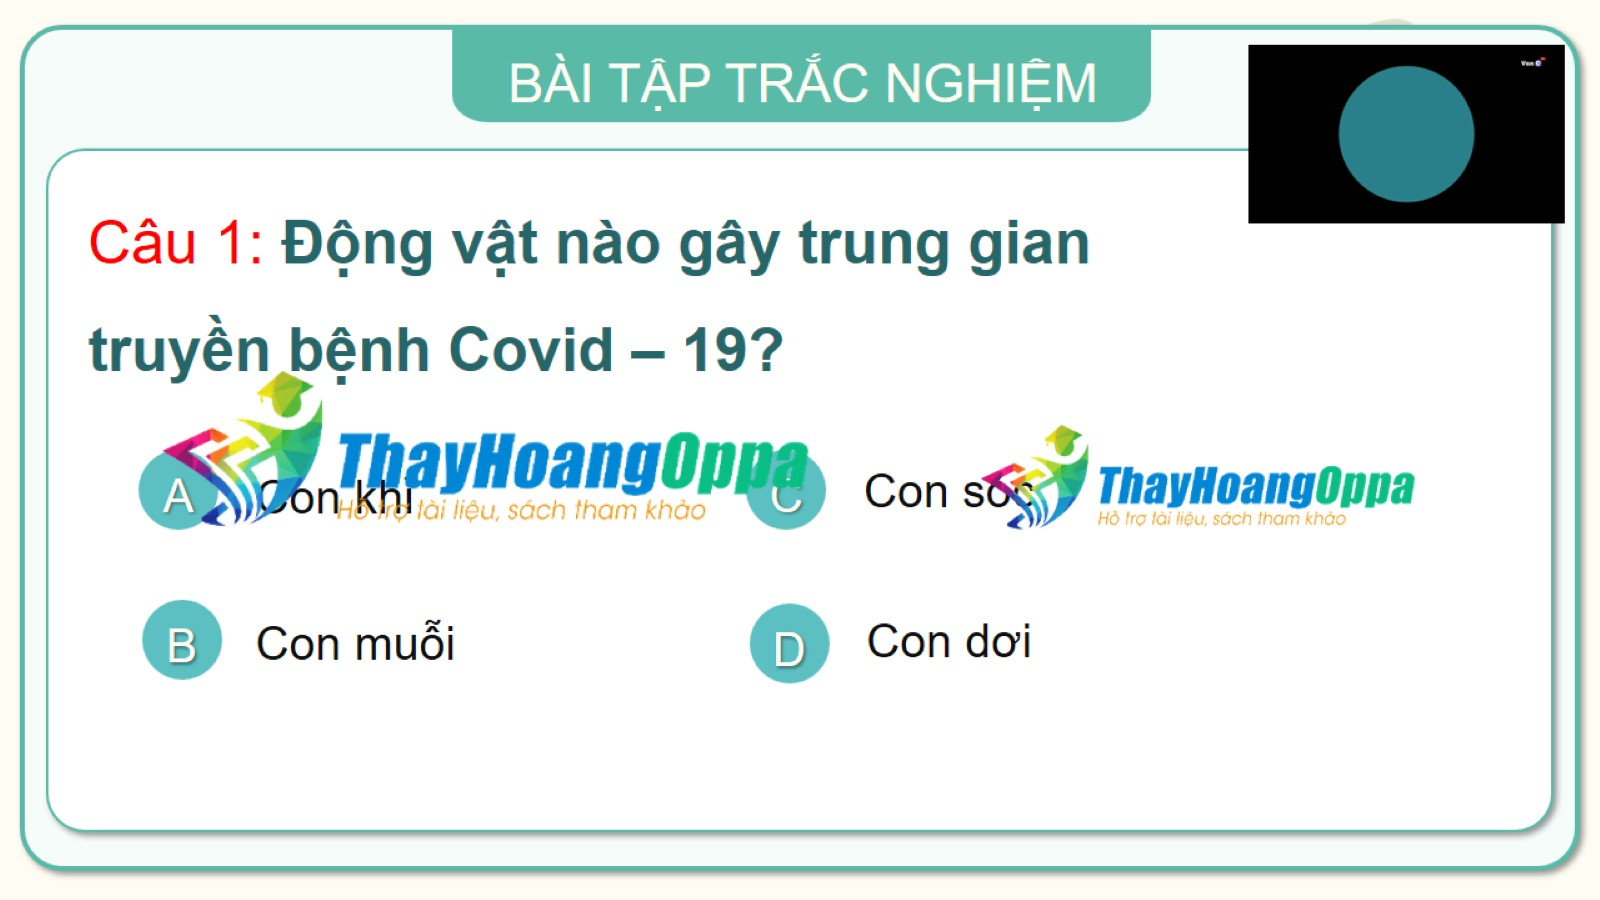 BÀI TẬP TRẮC NGHIỆM
Câu 1: Động vật nào gây trung gian
truyền bệnh Covid – 19?
A Con khỉ
ThayHoangOppa
Hỗ trợ tài liệu, sách tham khảo
C Con sóc
ThayHoangOppa
Hỗ trợ tài liệu, sách tham khảo
B Con muỗi
D Con dơi